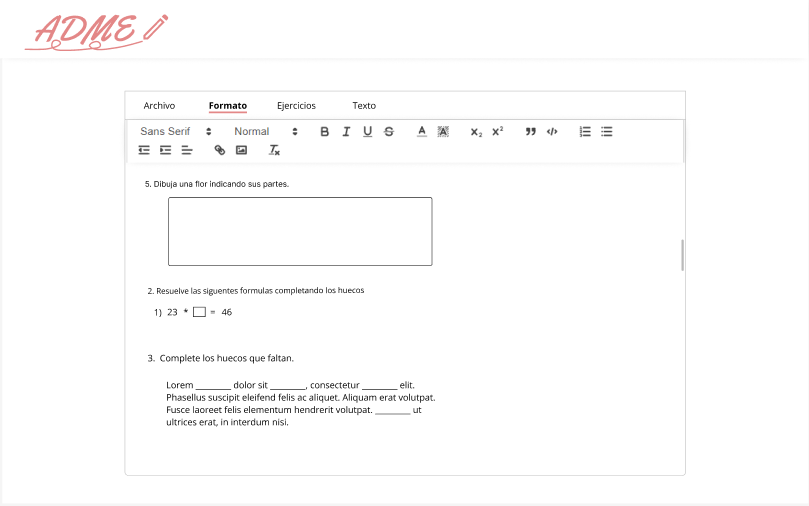 ADME
Archivo Formato Ejercicios Texto
Sans Serif Normal B I U S A A X₂ X² ” </>
Tx
5. Dibuja una flor indicando sus partes.
2. Resuelve las siguentes formulas completando los huecos
1) 23 * = 46
3. Complete los huecos que faltan.
Lorem ________ dolor sit ________, consectetur ________ elit.
Phasellus suscipit eleifend felis ac aliquet. Aliquam erat volutpat.
Fusce laoreet felis elementum hendrerit volutpat. ________ ut
ultrices erat, in interdum nisi.